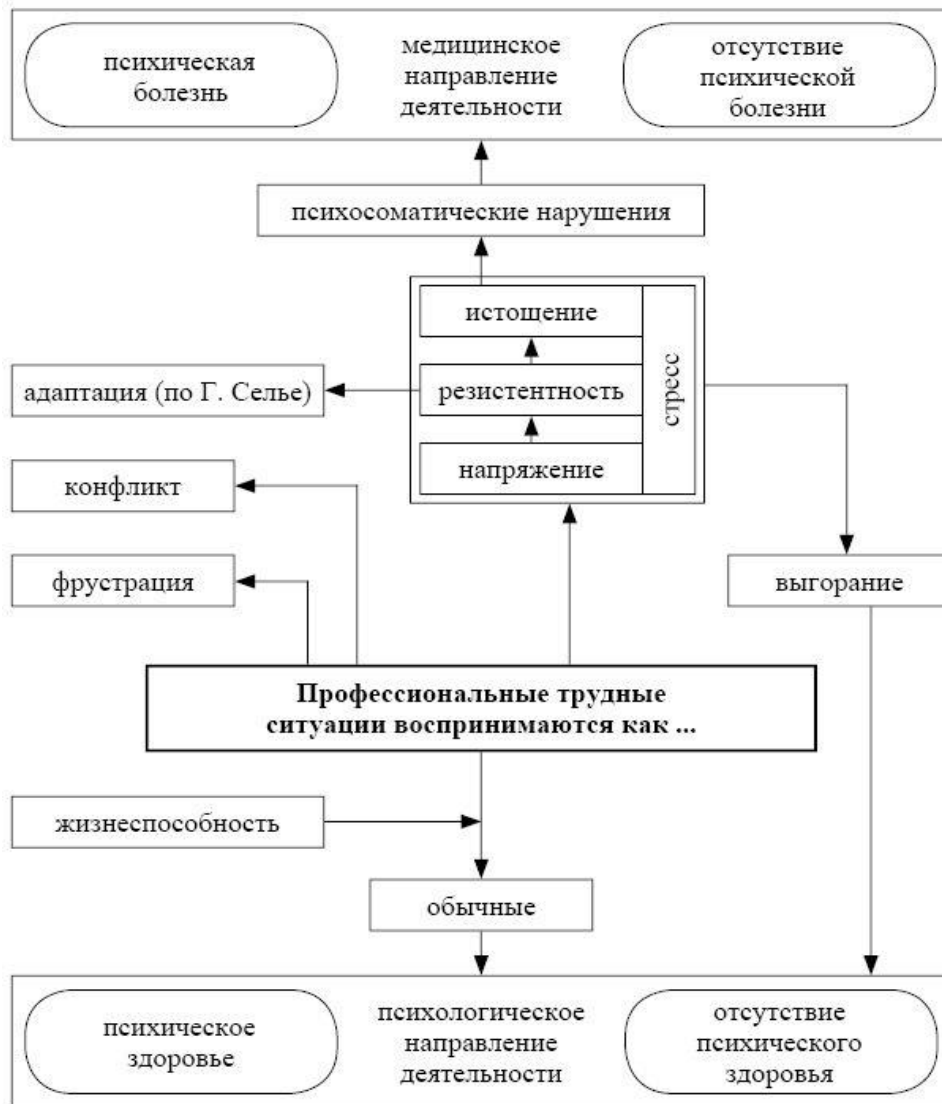 психическая
болезнь
медицинское
направление
деятельности
отсутствие
психической
болезни
психосоматические нарушения
истощение
резистентность
напряжение
стресс
адаптация (по Г. Селье)
конфликт
фрустрация
выгорание
Профессиональные трудные
ситуации воспринимаются как ...
жизнеспособность
обычные
психическое
здоровье
психологическое
направление
деятельности
отсутствие
психического
здоровья